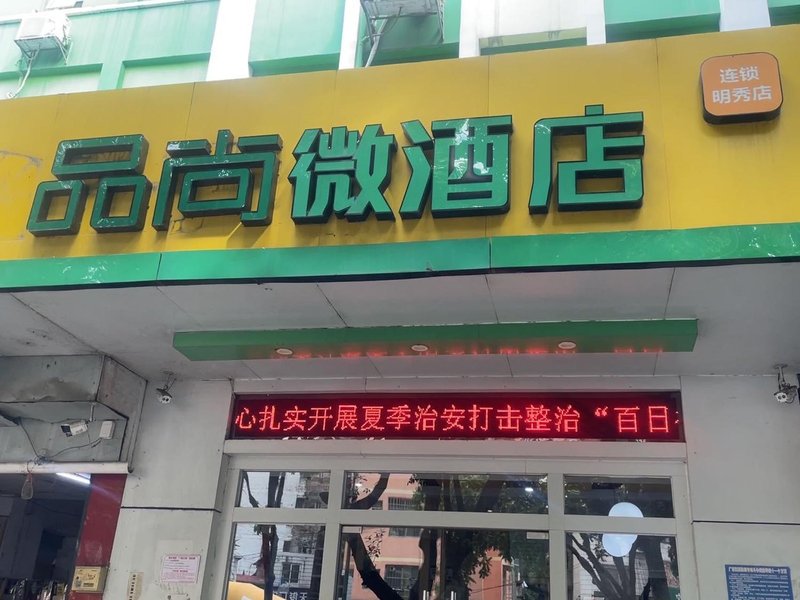 连锁
明秀店
品尚微酒店
心扎实开展夏季治安打击整治“百日